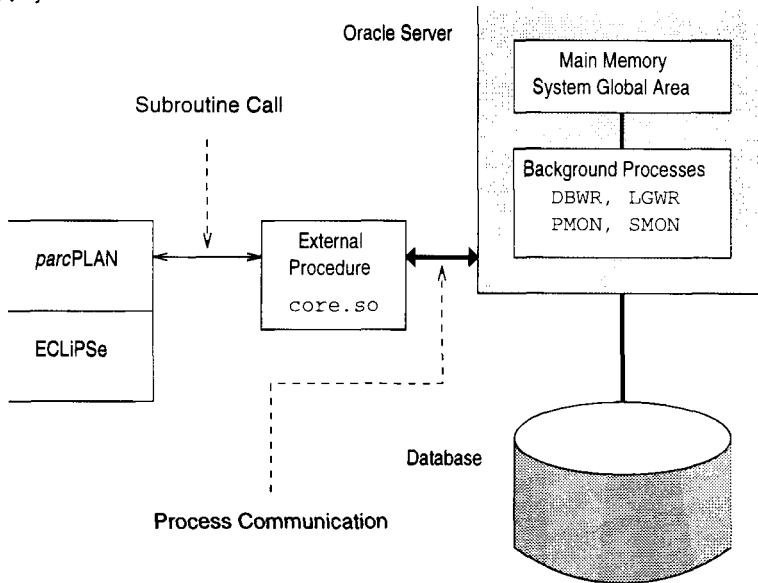 Oracle Server
Main Memory
System Global Area
Subroutine Call
Background Processes
DBWR, LGWR
PMON, SMON
parcPLAN
External
Procedure
core.so
ECLiPSe
Database
Process Communication